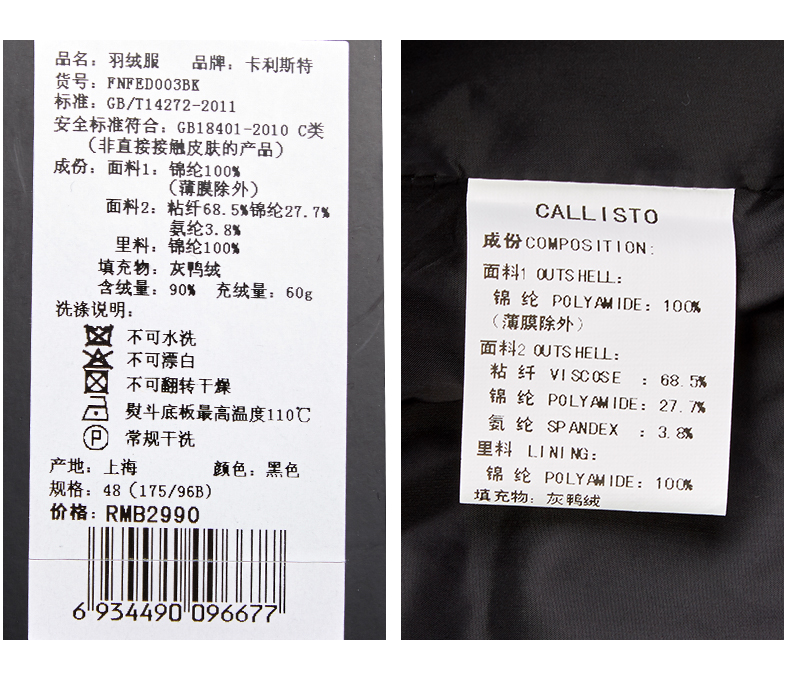 品名：羽绒服 品牌：卡利斯特
货号：FNFED003BK
标准：GB/T14272-2011
安全标准符合：GB18401-2010 C类
(非直接接触皮肤的产品)
成份：面料1：锦纶100%
(薄膜除外)
面料2：粘纤68.5%锦纶27.7%
氨纶3.8%
里料：锦纶100%
填充物：灰鸭绒
含绒量：90% 充绒量：60g
洗涤说明：
不可水洗
不可漂白
不可翻转干燥
熨斗底板最高温度110℃
P 常规干洗
产地：上海 颜色：黑色
规格：48（175/96B）
价格：RMB2990
6 934490 096677
CALLISTO
成份COMPOSITION:
面料1 OUTSHELL:
锦 纶 POLYAMIDE: 100%
（薄膜除外）
面料2 OUTSHELL:
粘 纤 VISCOSE : 68.5%
锦 纶 POLYAMIDE: 27.7%
氨 纶 SPANDEX : 3.8%
里料 LINING:
锦 纶 POLYAMIDE: 100%
填充物：灰鸭绒